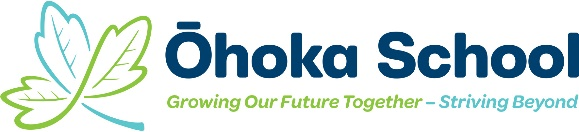 Ōhoka School
Growing Our Future Together – Striving Beyond